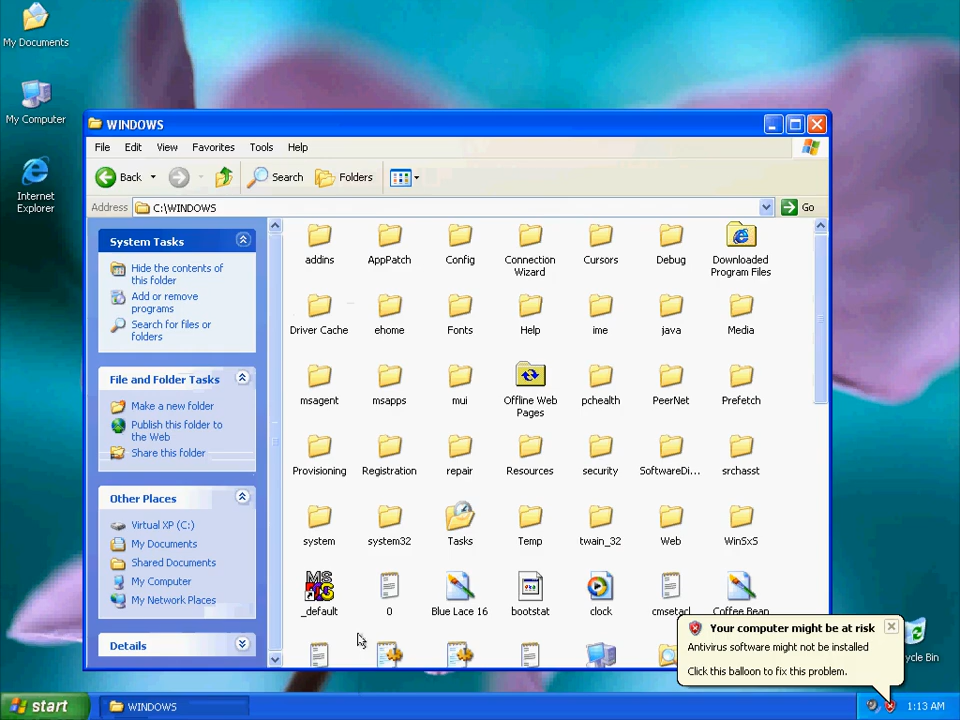 My Documents
My Computer
Internet
Explorer
WINDOWS
File Edit View Favorites Tools Help
Back Search Folders
Address C:\WINDOWS Go
System Tasks
Hide the contents of
this folder
Add or remove
programs
Search for files or
folders
File and Folder Tasks
Make a new folder
Publish this folder to
the Web
Share this folder
Other Places
Virtual XP (C:)
My Documents
Shared Documents
My Computer
My Network Places
Details
addins AppPatch Config Connection Wizard Cursors Debug Downloaded Program Files
Driver Cache ehome Fonts Help ime java Media
msagent msapps mui Offline Web Pages pchealth PeerNet Prefetch
Provisioning Registration repair Resources security SoftwareDi... srchasst
system system32 Tasks Temp twain_32 Web WinSxS
MS
_default 0 Blue Lace 16 bootstat clock cmsetacl Coffee Bean
Your computer might be at risk
Antivirus software might not be installed
Click this balloon to fix this problem.
cycle Bin
start WINDOWS 1:13 AM